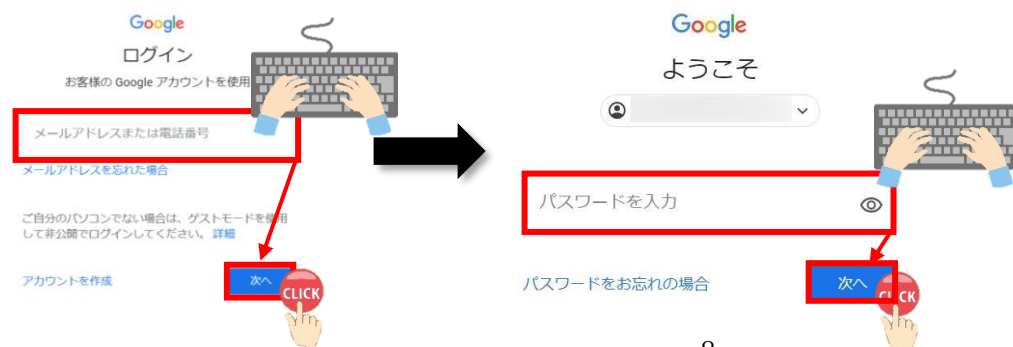 Google
ログイン
お客様の Google アカウントを使用
メールアドレスまたは電話番号
メールアドレスを忘れた場合
ご自分のパソコンでない場合は、ゲストモードを使用
して非公開でログインしてください。 詳細
アカウントを作成
次へ
CLICK
Google
ようこそ
パスワードを入力
パスワードをお忘れの場合
次へ
CLICK